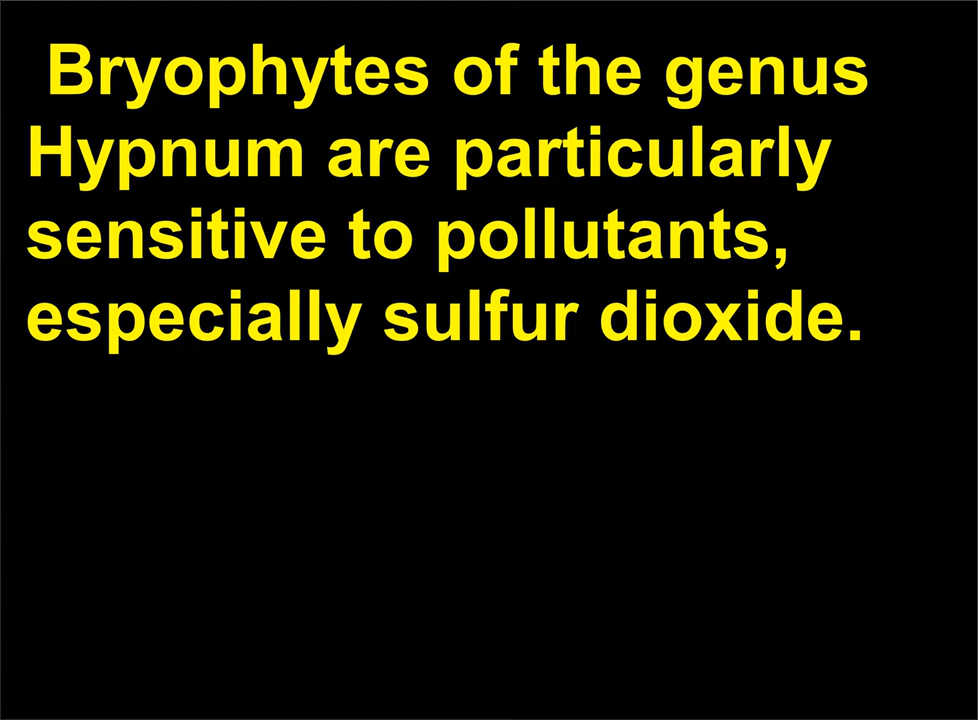 Bryophytes of the genus
Hypnum are particularly
sensitive to pollutants,
especially sulfur dioxide.